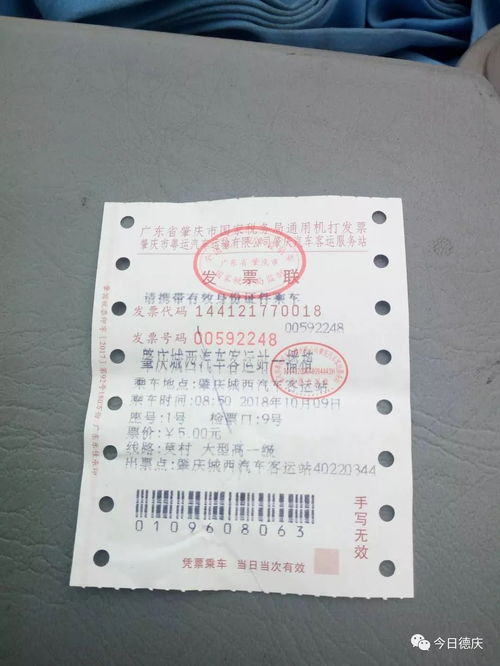 广东省肇庆市国家税务局通用机打发票
肇庆市粤运汽车运输有限公司肇庆汽车客运服务站
广东省肇庆市
发票联
请携带有效身份证件乘车
发票代码 144121770018
00592248
发票号码 00592248
肇庆城西汽车客运站—播植
乘车地点:肇庆城西汽车客运站
乘车时间:08:50 2018年10月09日
座号:1号 检票口:9号
票价:￥5.00元
线路:草村 大型高一级
出票点:肇庆城西汽车客运站40220344
0109608063
凭票乘车 当日当次有效
手写无效
今日德庆